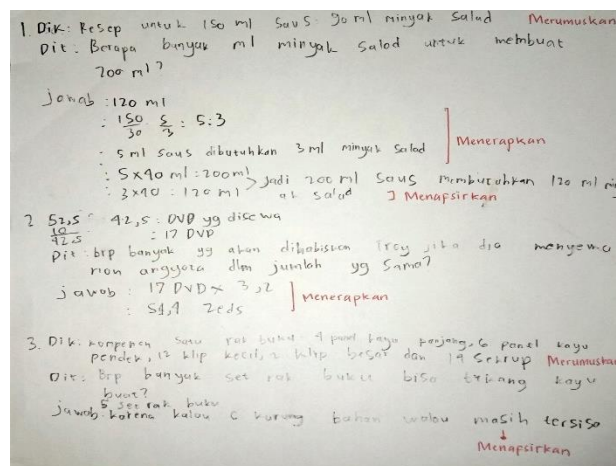 1. Dik: Resep untuk 150 ml saus: 90 ml minyak salad Merumuskan
Dit: Berapa banyak ml minyak salad untuk membuat
200 ml?
jawab: 120 ml
: 150/90 5/3 : 5:3
: 5 ml saus dibutuhkan 3 ml minyak salad Menerapkan
: 5x40 ml = 200 ml
: 3x40 : 120 ml > jadi 200 ml saus membutuhkan 120 ml
salad ] Menapsirkan
2 52,5 42,5 : DVD yg disewa
10
42,5 : 17 DVD
Dit: brp banyak yg akan dihabiskan Troy jika dia menyewa
non anggota dlm jumlah yg sama?
jawab : 17 DVD x 3,2
: 54,4 zeds Menerapkan
3. Dik: komponen satu rak buku 4 panel kayu panjang, 6 panel kayu
pendek, 12 klip kecil, 2 klip besar dan 14 sekrup Merumuskan
Dit: Brp banyak set rak buku bisa tukang kayu
buat?
5 set rak buku
jawab: karena kalau 6 kurang bahan walau masih tersisa
Menapsirkan